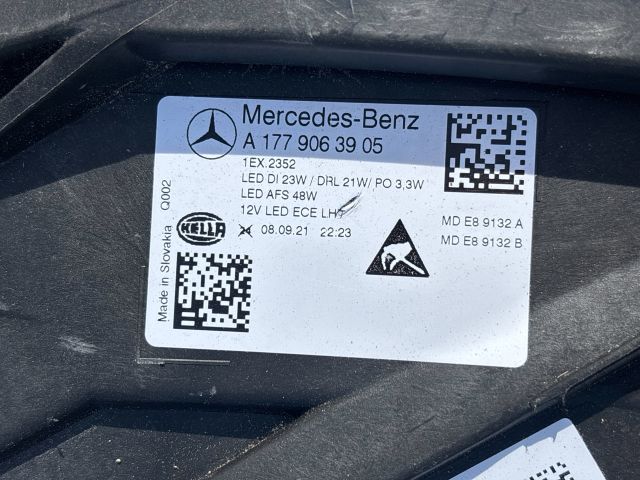 Mercedes-Benz
A 177 906 39 05
1EX.2352
LED DI 23W / DRL 21W/ PO 3,3W
LED AFS 48W
12V LED ECE LH
HELLA
08.09.21 22:23
MD E8 9132 A
MD E8 9132 B
Made in Slovakia Q002